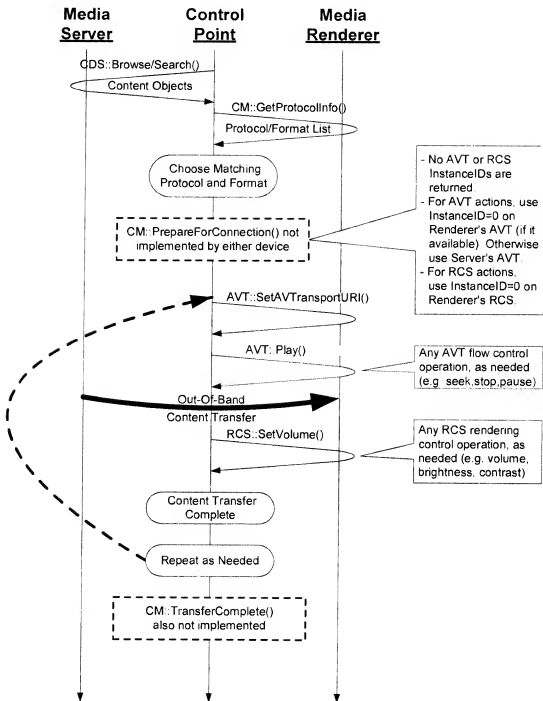 Media
Server
Control
Point
Media
Renderer
CDS::Browse/Search()
Content Objects
CM::GetProtocolInfo()
Protocol/Format List
Choose Matching
Protocol and Format
CM::PrepareForConnection() not
implemented by either device
- No AVT or RCS
InstanceIDs are
returned
- For AVT actions, use
InstanceID=0 on
Renderer's AVT (if it
available) Otherwise
use Server's AVT.
- For RCS actions,
use InstanceID=0 on
Renderer's RCS.
AVT::SetAVTransportURI()
AVT: Play()
Any AVT flow control
operation, as needed
(e.g seek,stop,pause)
Out-Of-Band
Content Transfer
RCS::SetVolume()
Any RCS rendering
control operation, as
needed (e.g. volume,
brightness, contrast)
Content Transfer
Complete
Repeat as Needed
CM::TransferComplete()
also not implemented